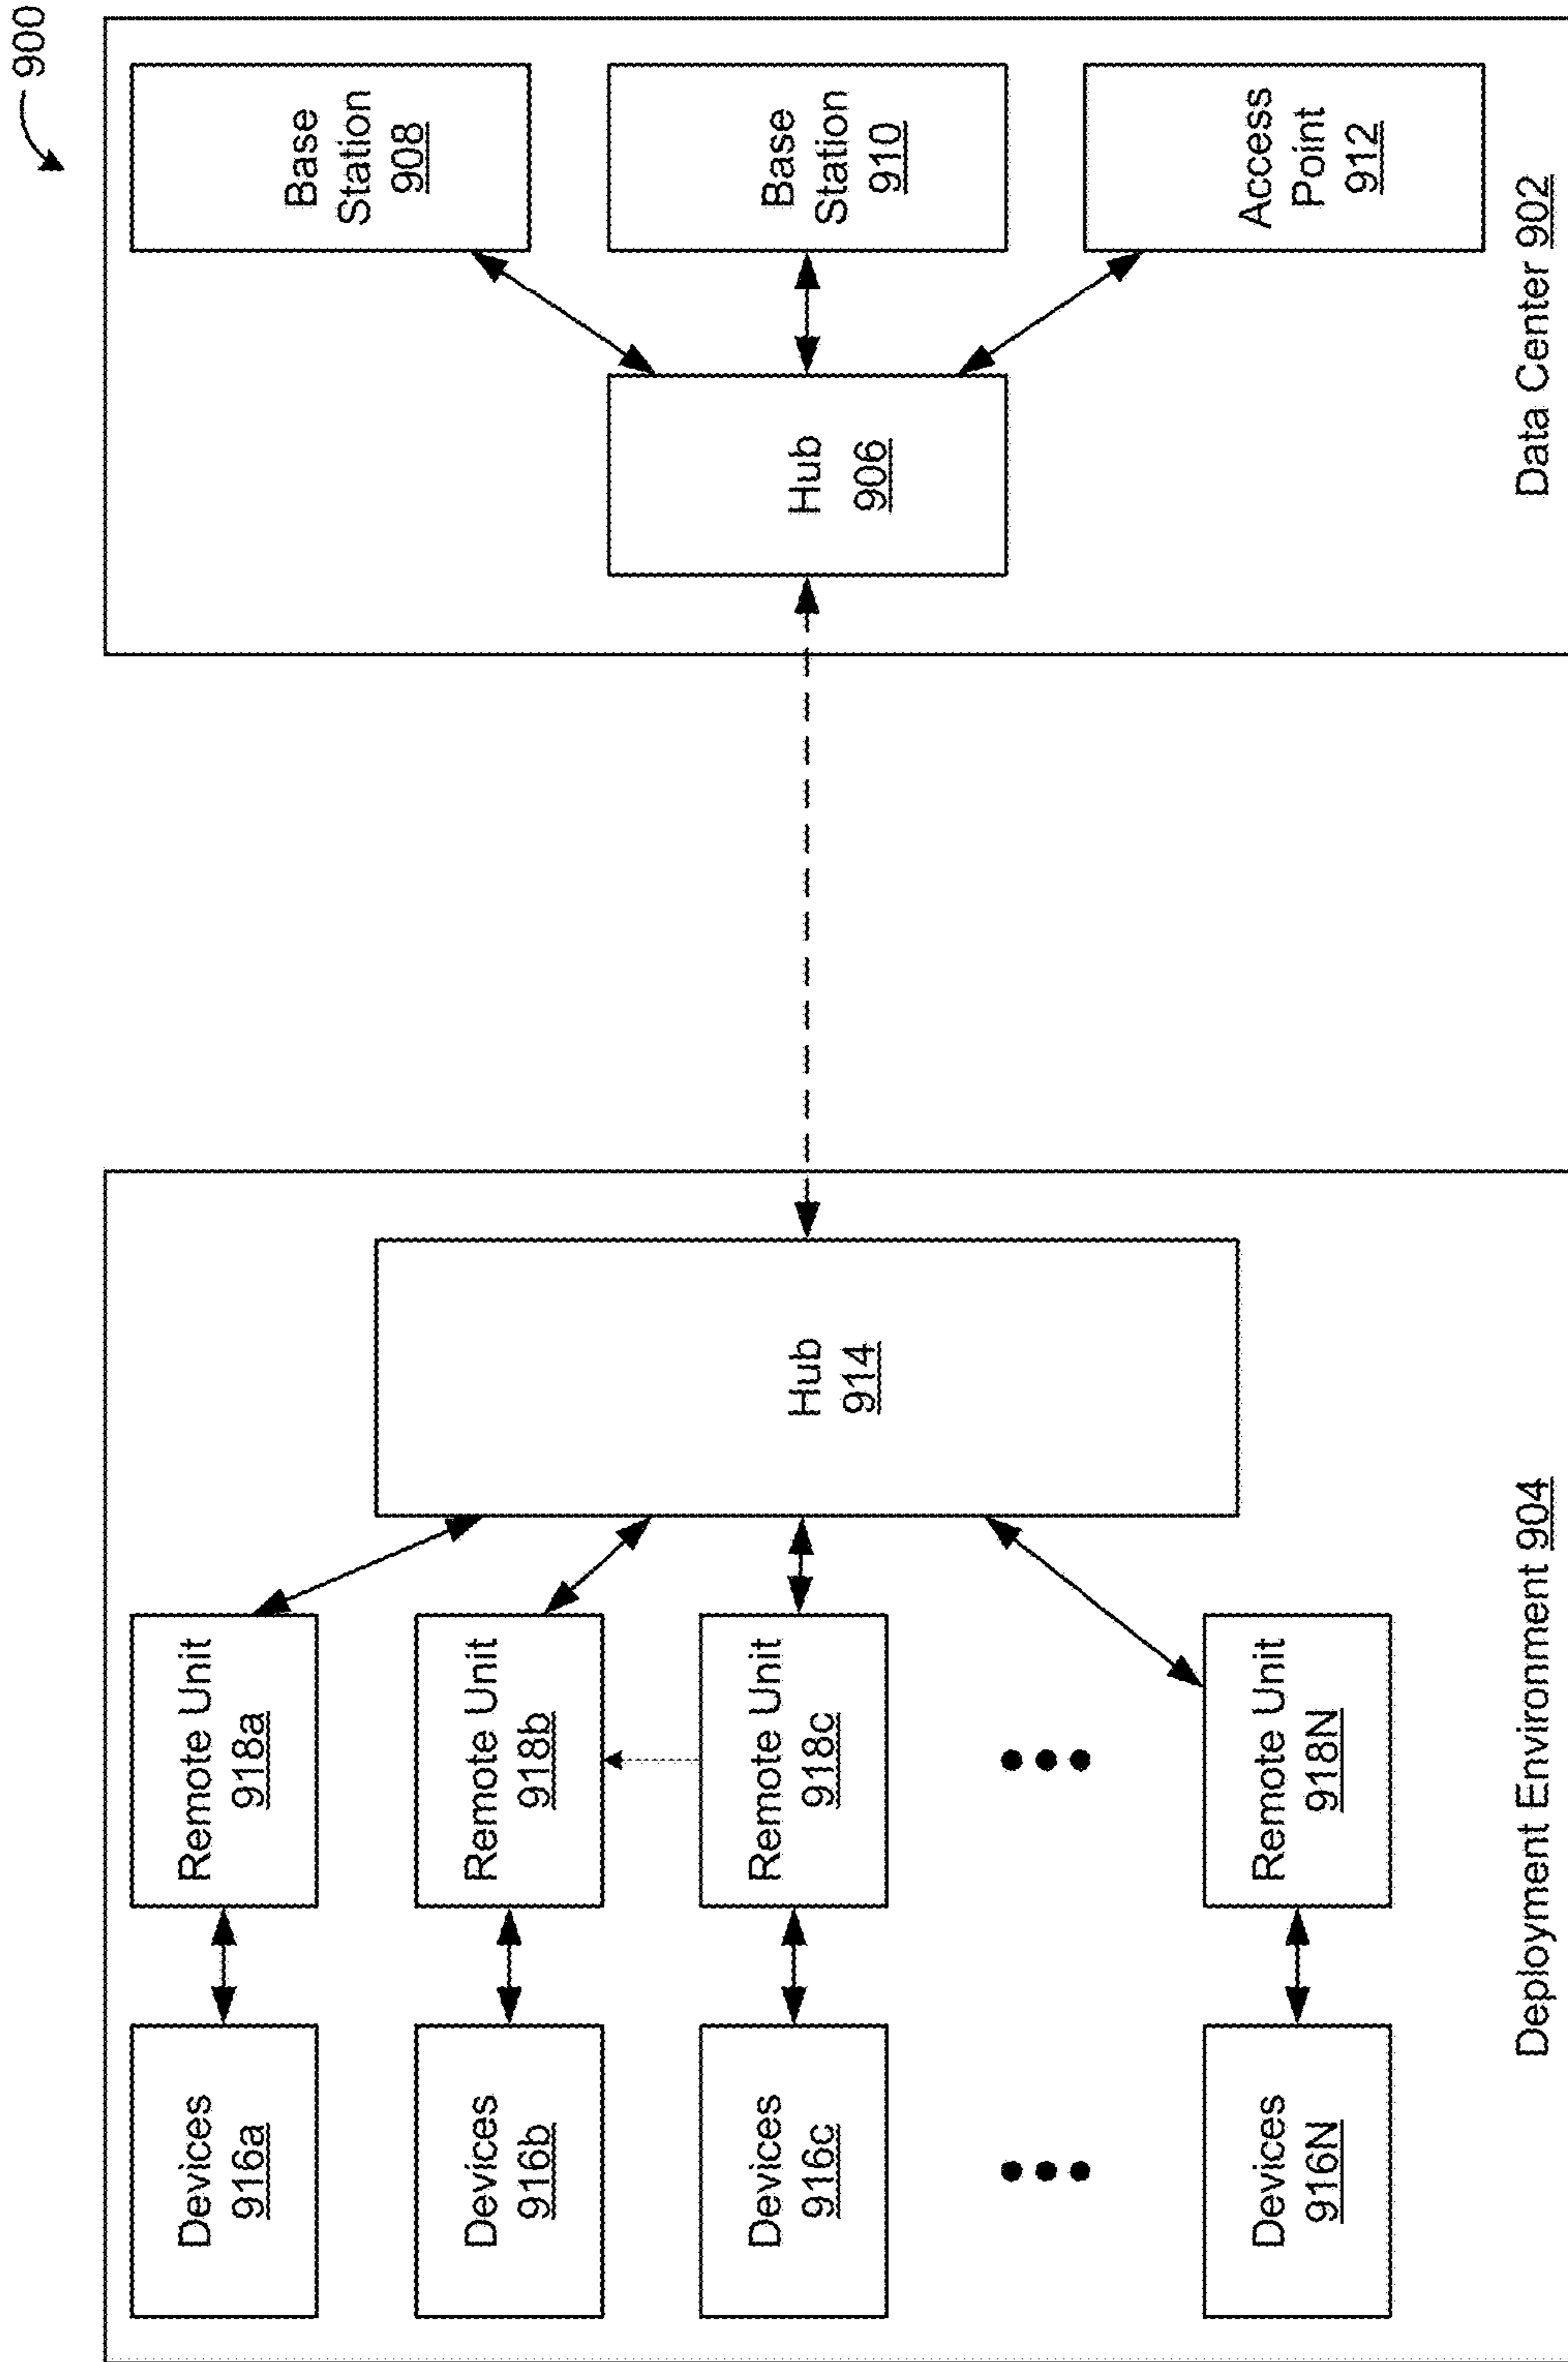 900
Devices
916a
Remote Unit
918a
Devices
916b
Remote Unit
918b
Devices
916c
Remote Unit
918c
Devices
916N
Remote Unit
918N
Hub
914
Deployment Environment 904
Hub
906
Base
Station
908
Base
Station
910
Access
Point
912
Data Center 902